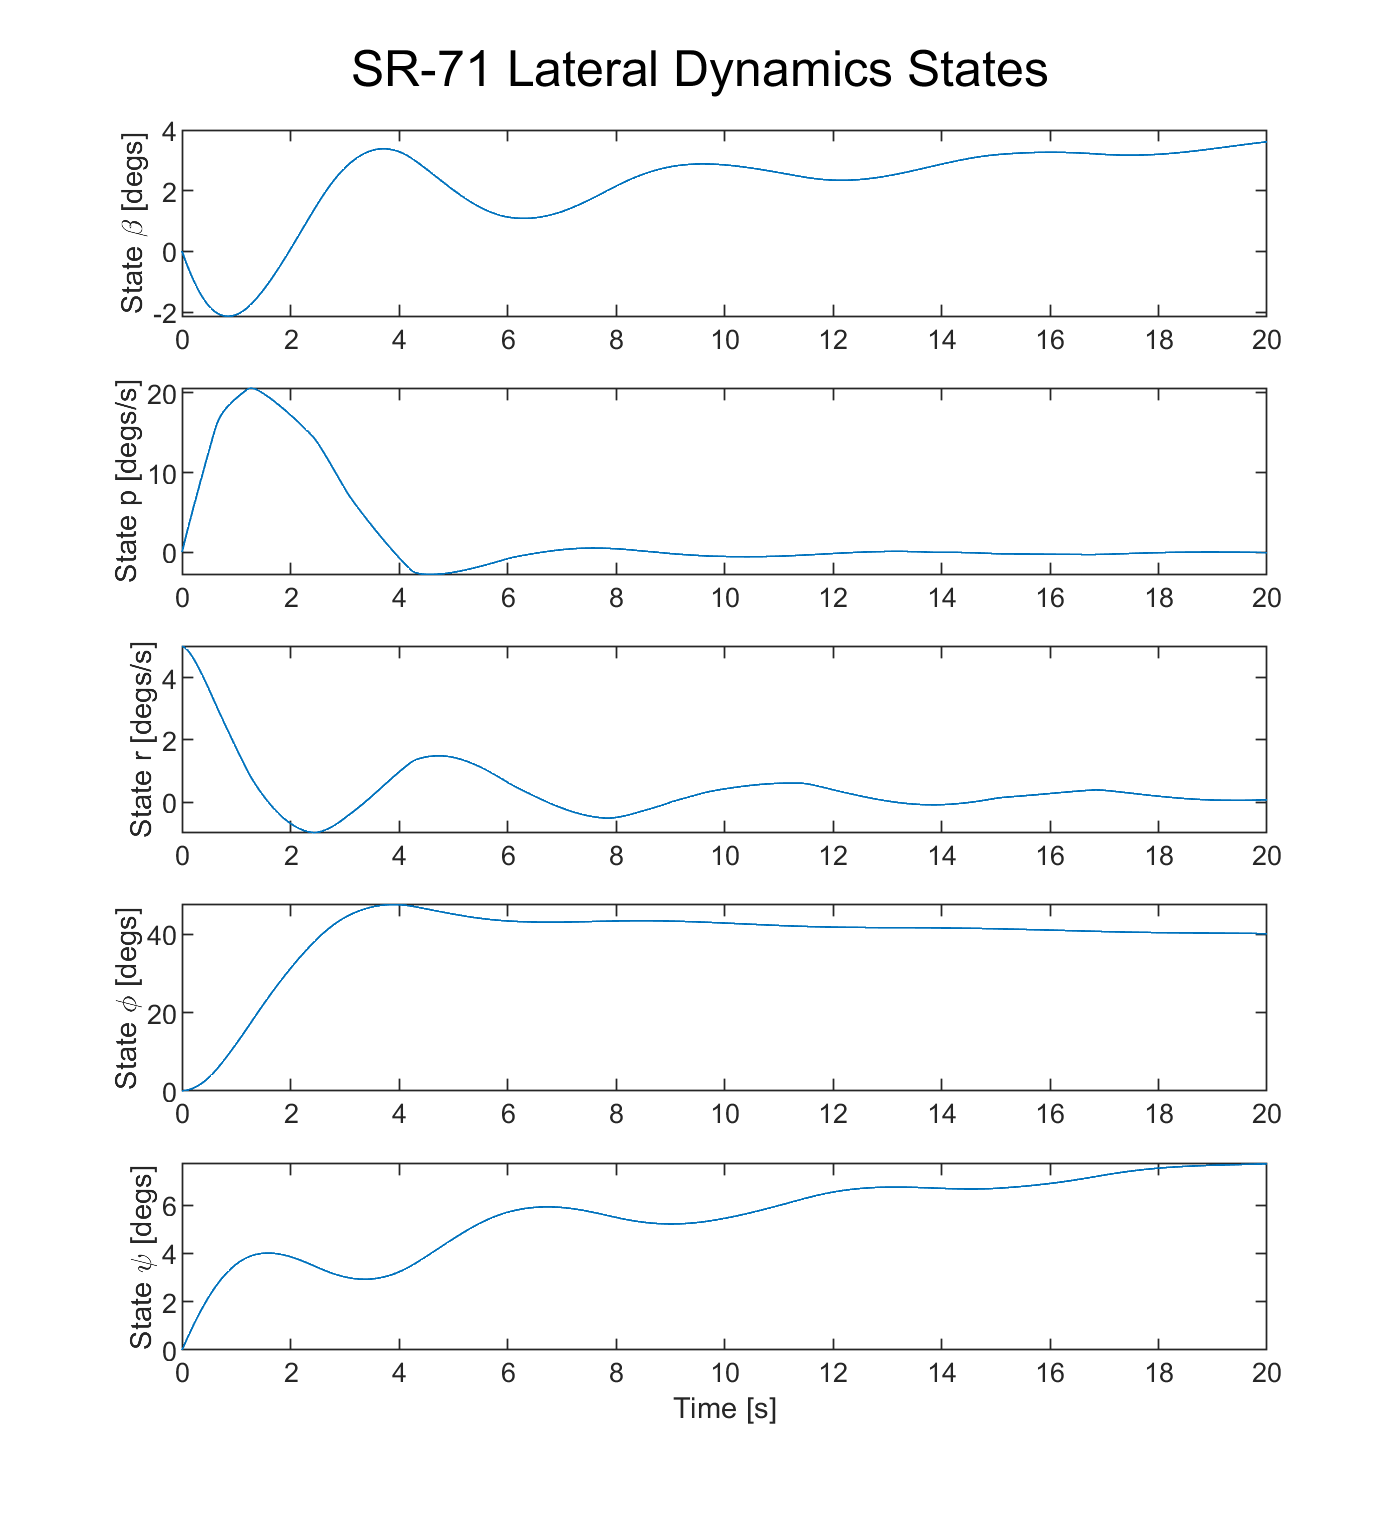 SR-71 Lateral Dynamics States
State β [degs]
4
2
0
-2
0 2 4 6 8 10 12 14 16 18 20
State p [degs/s]
20
10
0
0 2 4 6 8 10 12 14 16 18 20
State r [degs/s]
4
2
0
0 2 4 6 8 10 12 14 16 18 20
State ϕ [degs]
40
20
0
0 2 4 6 8 10 12 14 16 18 20
State ψ [degs]
6
4
2
0
0 2 4 6 8 10 12 14 16 18 20
Time [s]